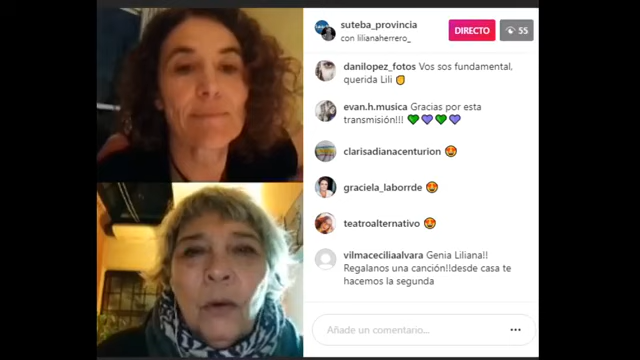 suteba_provincia
con lilianaherrero_
DIRECTO
55
danilopez_fotos Vos sos fundamental,
querida Lili ✊
evan.h.musica Gracias por esta
transmisión!!! 💚💜💚💜
clarisadianacenturion 😍
graciela_laborrde 😍
teatroalternativo 😍
vilmaceciliaalvara Genia Liliana!!
Regalanos una canción!!desde casa te
hacemos la segunda
Añade un comentario...